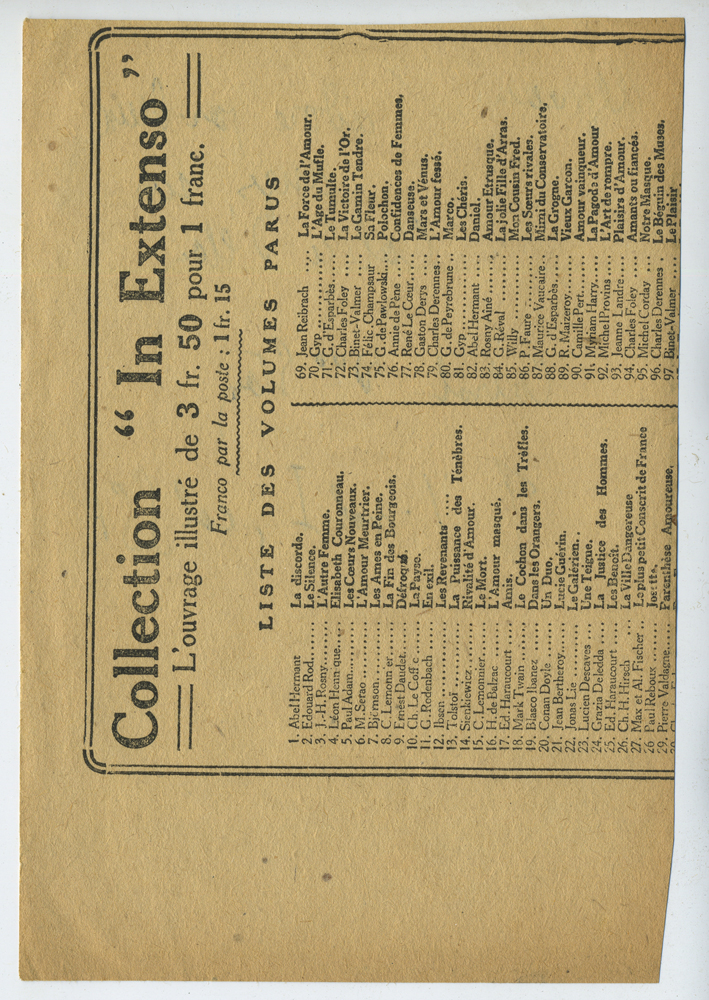 Collection “ In Extenso ”
L'ouvrage illustré de 3 fr. 50 pour 1 franc.
Franco par la poste : 1 fr. 15
LISTE DES VOLUMES PARUS
1. Abel Hermant La discorde.
2. Edouard Rod....... Le Silence.
3. J.-H. Rosny........ L'Autre Femme.
4. Léon Henn que.... Elisabeth Couronneau.
5. Paul Adam......... Les Cœurs Nouveaux.
6. M. Serao .......... L'Amour Meurtrier.
7. Bjornson........... Les Ames en Peine.
8. C. Lemonn er...... La Fin des Bourgeois.
9. Ernest Daudet..... Défroqué.
10. Ch. Le Goff c ..... La Payse.
11. G. Rodenbach ..... En exil.
12. Ibsen ............. Les Revenants ....
13. Tolstoï............. La Puissance des Ténèbres.
14. Sienkiewicz........ Rivalité d'Amour.
15. C. Lemonnier...... Le Mort.
16. H. de Balzac ...... L'Amour masqué.
17. Ed. Haraucourt .... Amis.
18. Mark Twain ....... Le Cochon dans les Trèfles.
19. Blasco Ibanez ..... Dans les Orangers.
20. Conan Doyle ...... Un Duo.
21. Jean Bertheroy..... Lucie Guérin.
22. Jonas Lie .......... Le Galérien. .
23. Lucien Descaves ... Une Teigne.
24. Grazia Deledda .... La Justice des Hommes.
25. Ed. Haraucourt .... Les Benoît.
26. Ch. H. Hirsch ... La Ville Dangereuse
27. Max et Al. Fischer .. Le plus petit Conscrit de France
28 Paul Reboux ....... Josette.
29. Pierre Valdagne.... Parenthèse Amoureuse.
69. Jean Reibrach .... La Force de l'Amour.
70. Gyp ............. L'Âge du Mufle.
71. G. d'Esparbès.... Le Tumulte.
72. Charles Foley .... La Victoire de l'Or.
73. Binet-Valmer .... Le Gamin Tendre.
74. Félic. Champsaur Sa Fleur.
75. G. de Pawlowski... Polochon.
76. Annie de Pène .... Confidences de Femmes.
77. René Le Cœur..... Danseuse.
78. Gaston Derys .... Mars et Vénus.
79. Charles Derennes.. L'Amour fessé.
80. G. de Peyrebrune .. Marco.
81. Gyp ............. Les Chéris.
82. Abel Hermant .... Daniel.
83. Rosny Aîné ...... Amour Etrusque.
84. G. Réval ........ La jolie Fille d'Arras.
85. Willy ........... Mon Cousin Fred.
86. P. Faure ........ Les Sœurs rivales.
87. Maurice Vaucaire.. Mimi du Conservatoire.
88. G. d'Esparbès.... La Grogne.
89. R. Maizeroy...... Vieux Garçon.
90. Camille Pert...... Amour vainqueur.
91. Myriam Harry.... La Pagode d'Amour
92. Michel Provins .... L'Art de rompre.
93. Jeanne Landre.... Plaisirs d'Amour.
94. Charles Foley .... Amants ou fiancés.
95. Michel Corday .... Notre Masque.
96. Charles Derennes . Le Béguin des Muses.
97. Binet-Valmer .... Le Plaisir